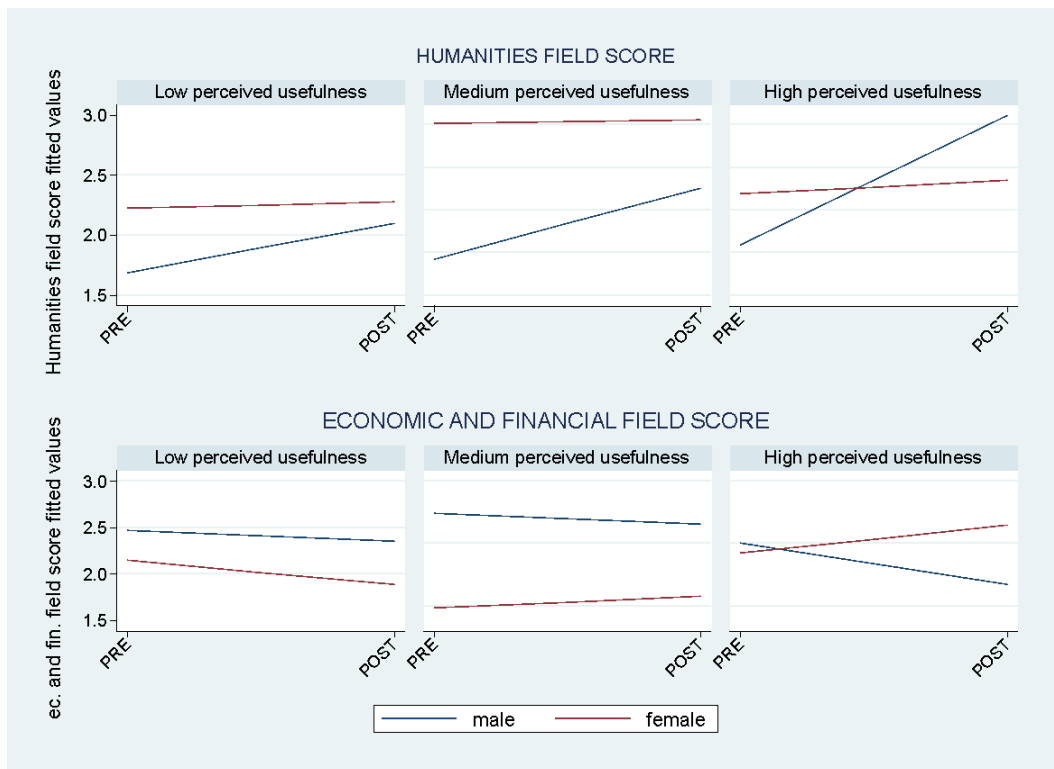 HUMANITIES FIELD SCORE
Humanities field score fitted values
Low perceived usefulness
Medium perceived usefulness
High perceived usefulness
3.0
2.5
2.0
1.5
PRE
POST
PRE
POST
PRE
POST
ECONOMIC AND FINANCIAL FIELD SCORE
ec. and fin. field score fitted values
Low perceived usefulness
Medium perceived usefulness
High perceived usefulness
3.0
2.5
2.0
1.5
PRE
POST
PRE
POST
PRE
POST
male
female